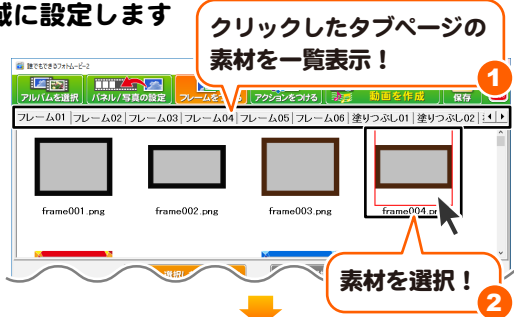 域に設定します
クリックしたタブページの
素材を一覧表示！
1
誰でもできるフォトムービー2
アルバムを選択 パネル/写真の設定 フレームを アクションをつける 動画を作成 保存
フレーム01 フレーム02 フレーム03 フレーム04 フレーム05 フレーム06 塗りつぶし01 塗りつぶし02
frame001.png frame002.png frame003.png frame004.pr
選択し
素材を選択！
2